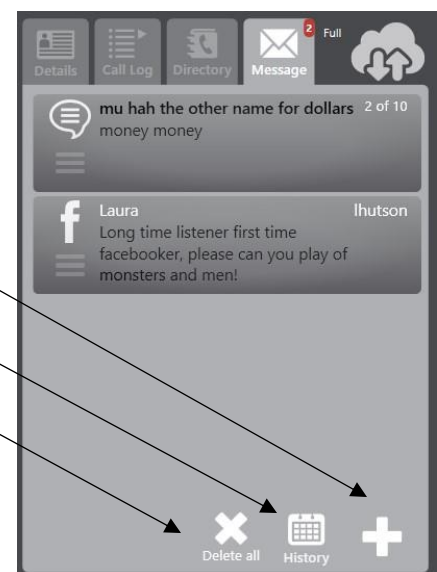 2
Full
Details
Call Log
Directory
Message
mu hah the other name for dollars
2 of 10
money money
Laura
lhutson
Long time listener first time
facebooker, please can you play of
monsters and men!
Delete all
History